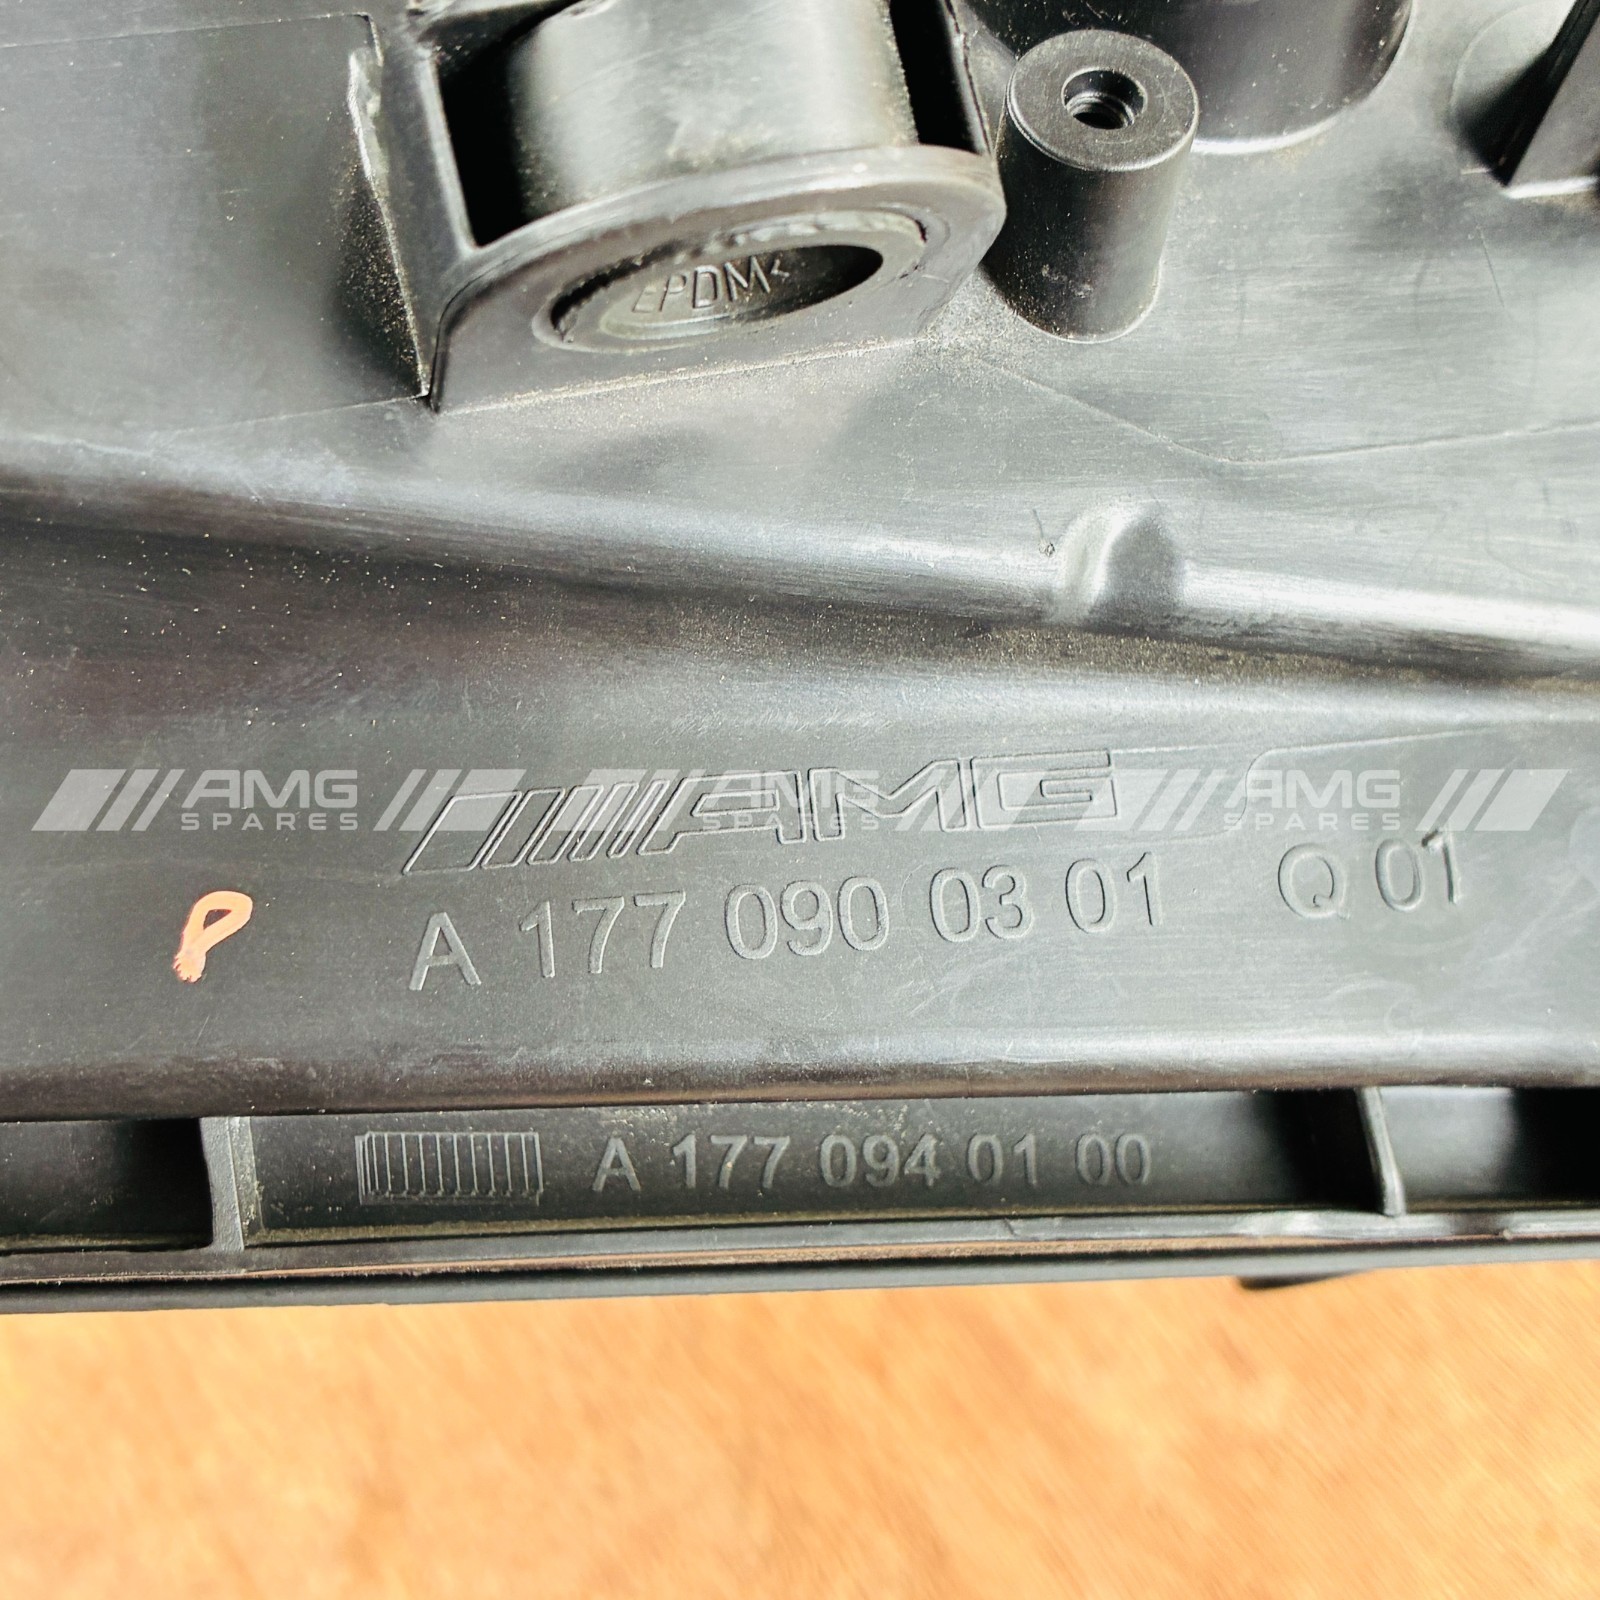 EPDM<
AMG SPARES AMG SPARES AMG SPARES
AMG
A 177 090 03 01 Q 01
P
A 177 094 01 00